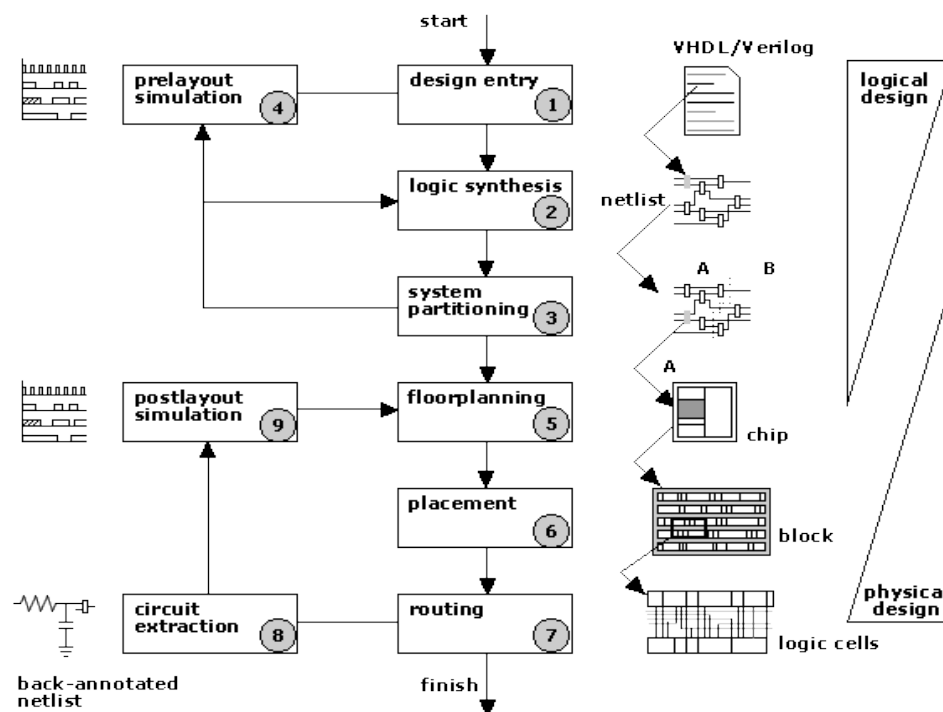 start
VHDL/Verilog
prelayout
simulation
4
design entry
1
logical
design
logic synthesis
2
netlist
A B
system
partitioning
3
A
postlayout
simulation
9
floorplanning
5
chip
placement
6
block
circuit
extraction
8
routing
7
physical
design
logic cells
back-annotated
netlist
finish